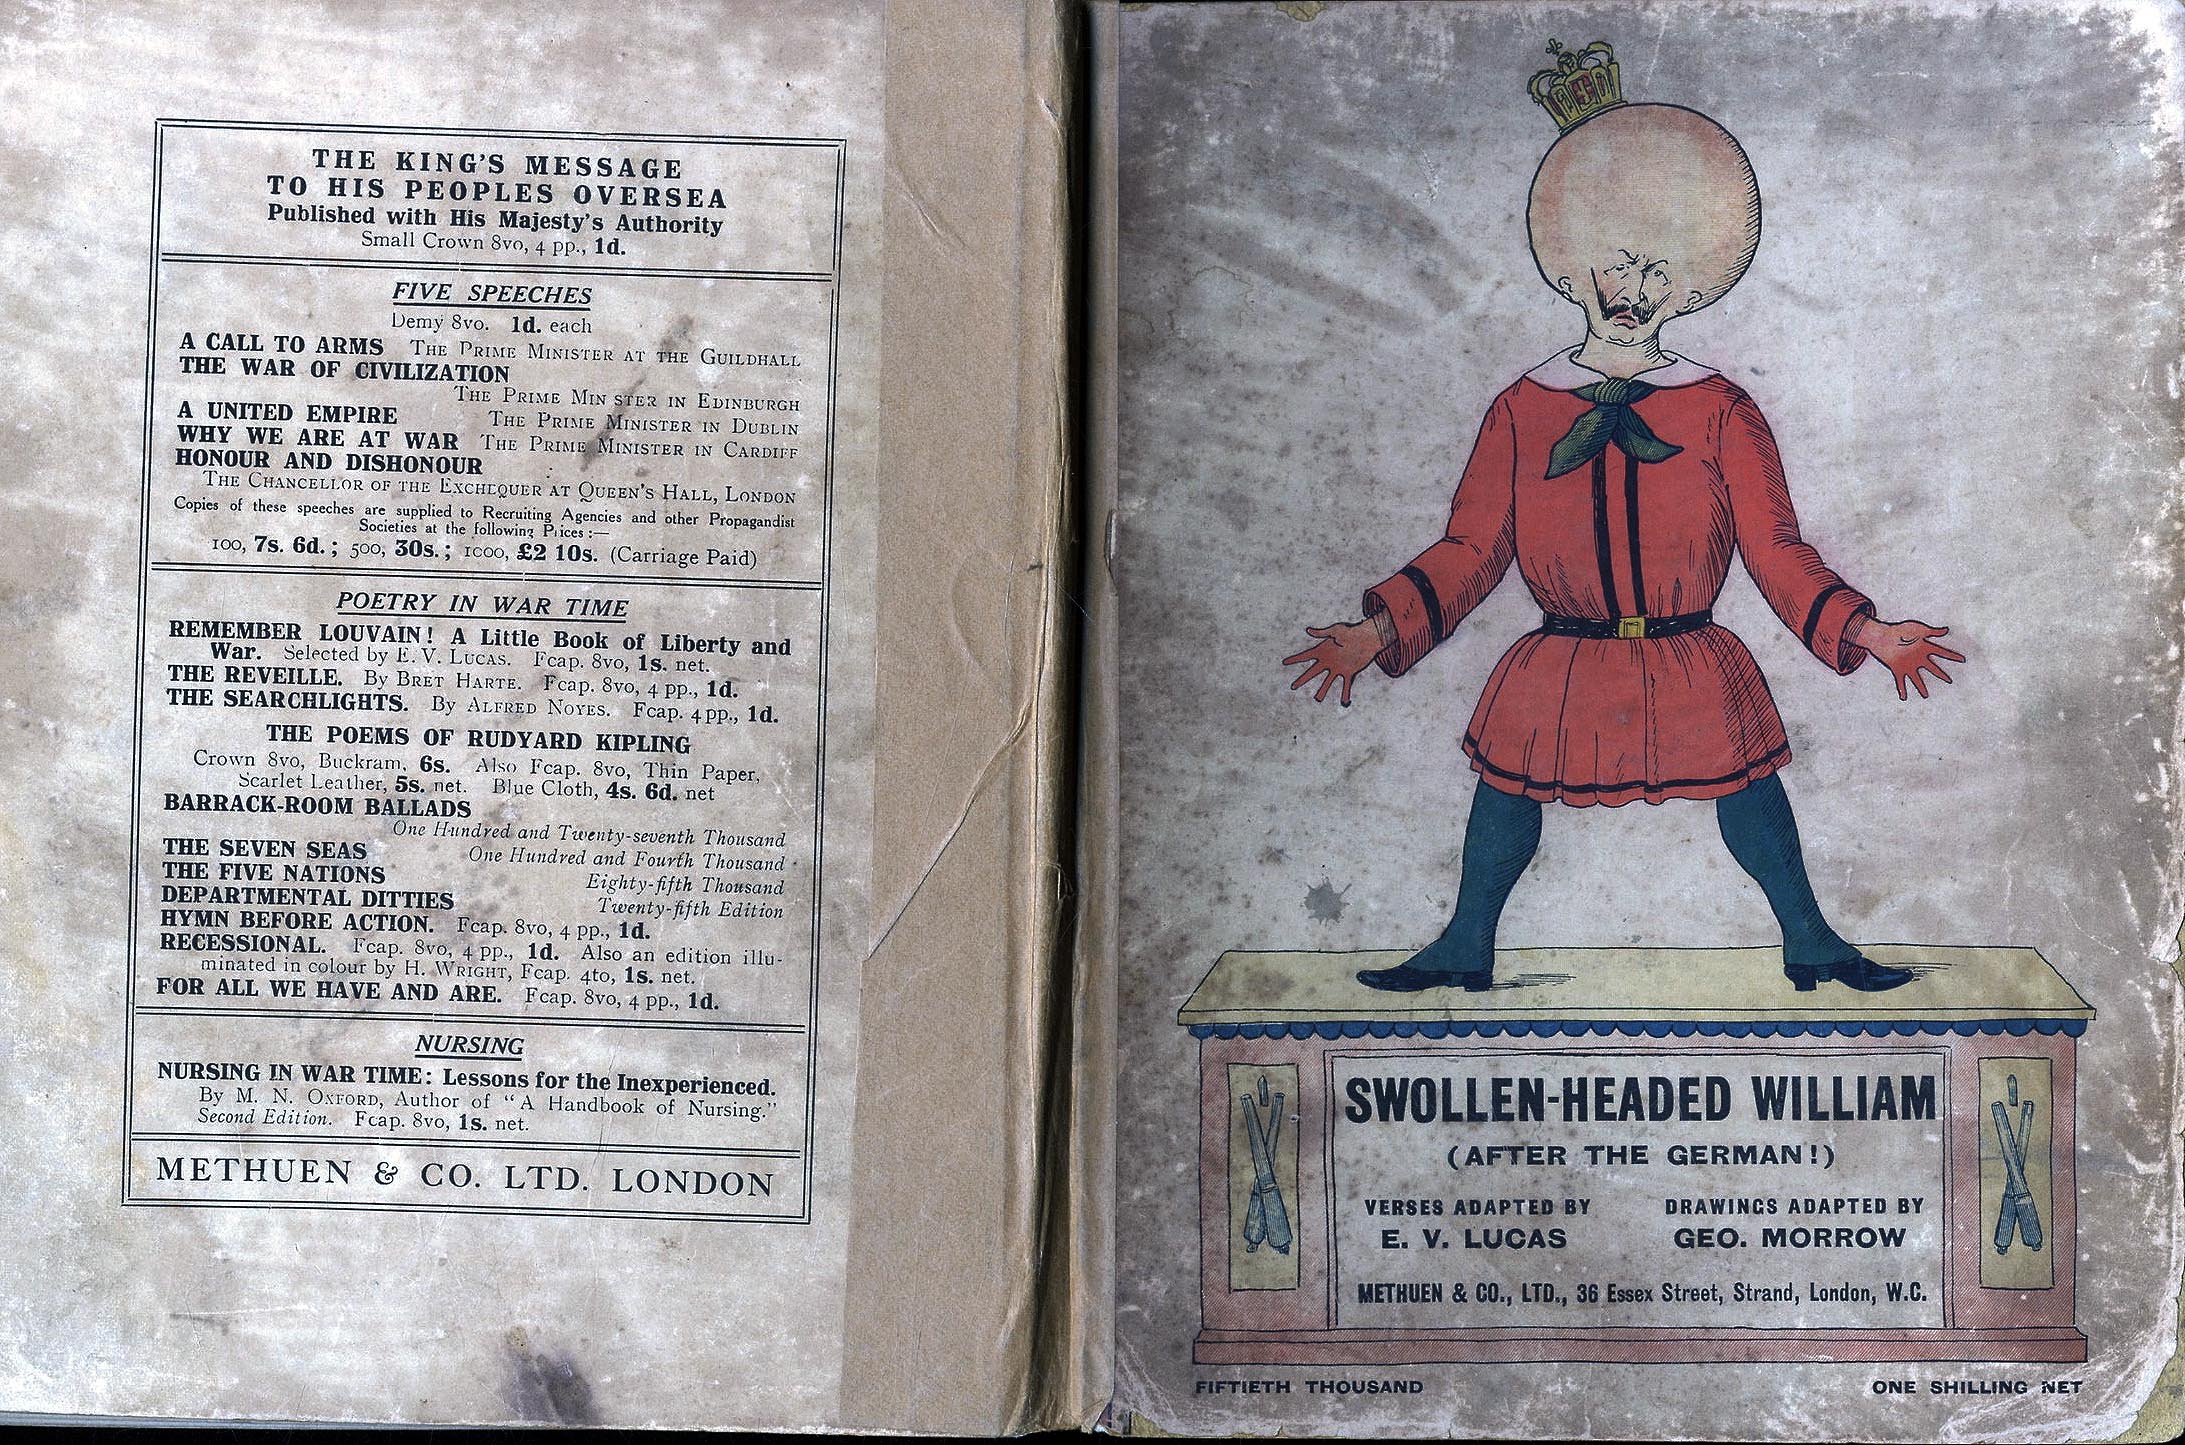 THE KING'S MESSAGE
TO HIS PEOPLES OVERSEA
Published with His Majesty's Authority
Small Crown 8vo, 4 pp., 1d.
FIVE SPEECHES
Demy 8vo. 1d. each
A CALL TO ARMS THE PRIME MINISTER AT THE GUILDHALL
THE WAR OF CIVILIZATION
THE PRIME MINISTER IN EDINBURGH
A UNITED EMPIRE THE PRIME MINISTER IN DUBLIN
WHY WE ARE AT WAR THE PRIME MINISTER IN CARDIFF
HONOUR AND DISHONOUR
THE CHANCELLOR OF THE EXCHEQUER AT QUEEN'S HALL, LONDON
Copies of these speeches are supplied to Recruiting Agencies and other Propagandist
Societies at the following Prices :—
100, 7s. 6d. ; 500, 30s. ; 1000, £2 10s. (Carriage Paid)
POETRY IN WAR TIME
REMEMBER LOUVAIN! A Little Book of Liberty and
War. Selected by E. V. LUCAS. Fcap. 8vo, 1s. net.
THE REVEILLE. By BRET HARTE. Fcap. 8vo, 4 pp., 1d.
THE SEARCHLIGHTS. By ALFRED NOYES. Fcap. 4 pp., 1d.
THE POEMS OF RUDYARD KIPLING
Crown 8vo, Buckram, 6s. Also Fcap. 8vo, Thin Paper,
Scarlet Leather, 5s. net. Blue Cloth, 4s. 6d. net
BARRACK-ROOM BALLADS
One Hundred and Twenty-seventh Thousand
THE SEVEN SEAS One Hundred and Fourth Thousand
THE FIVE NATIONS Eighty-fifth Thousand
DEPARTMENTAL DITTIES Twenty-fifth Edition
HYMN BEFORE ACTION. Fcap. 8vo, 4 pp., 1d.
RECESSIONAL. Fcap. 8vo, 4 pp., 1d. Also an edition illu-
minated in colour by H. WRIGHT, Fcap. 4to, 1s. net.
FOR ALL WE HAVE AND ARE. Fcap. 8vo, 4 pp., 1d.
NURSING
NURSING IN WAR TIME: Lessons for the Inexperienced.
By M. N. OXFORD, Author of "A Handbook of Nursing."
Second Edition. Fcap. 8vo, 1s. net.
METHUEN & CO. LTD. LONDON
SWOLLEN-HEADED WILLIAM
(AFTER THE GERMAN!)
VERSES ADAPTED BY
E. V. LUCAS
DRAWINGS ADAPTED BY
GEO. MORROW
METHUEN & CO., LTD., 36 Essex Street, Strand, London, W.C.
FIFTIETH THOUSAND
ONE SHILLING NET